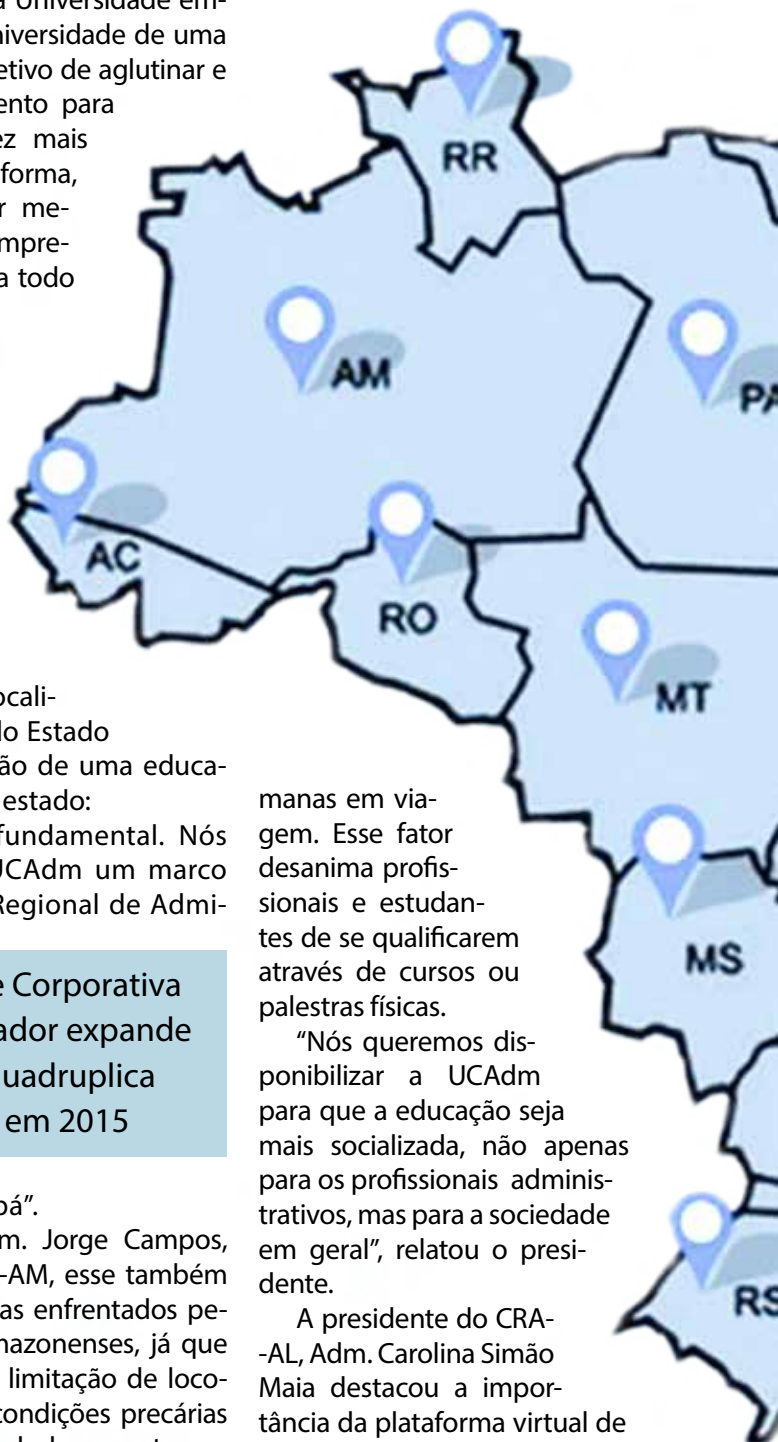 Universidade em-
niversidade de uma
etivo de aglutinar e
ento para
ez mais
forma,
r me-
mpre-
a todo
ocali-
do Estado
ão de uma educa-
estado:
fundamental. Nós
UCAdm um marco
Regional de Admi-
e Corporativa
ador expande
uadruplica
em 2015
pá”.
m. Jorge Campos,
-AM, esse também
as enfrentados pe-
mazonenses, já que
limitação de loco-
condições precárias
manas em via-
gem. Esse fator
desanima profis-
sionais e estudan-
tes de se qualificarem
através de cursos ou
palestras físicas.
“Nós queremos dis-
ponibilizar a UCAdm
para que a educação seja
mais socializada, não apenas
para os profissionais adminis-
trativos, mas para a sociedade
em geral”, relatou o presi-
dente.
A presidente do CRA-
-AL, Adm. Carolina Simão
Maia destacou a impor-
tância da plataforma virtual de
RR
AM
PA
AC
RO
MT
MS
RS